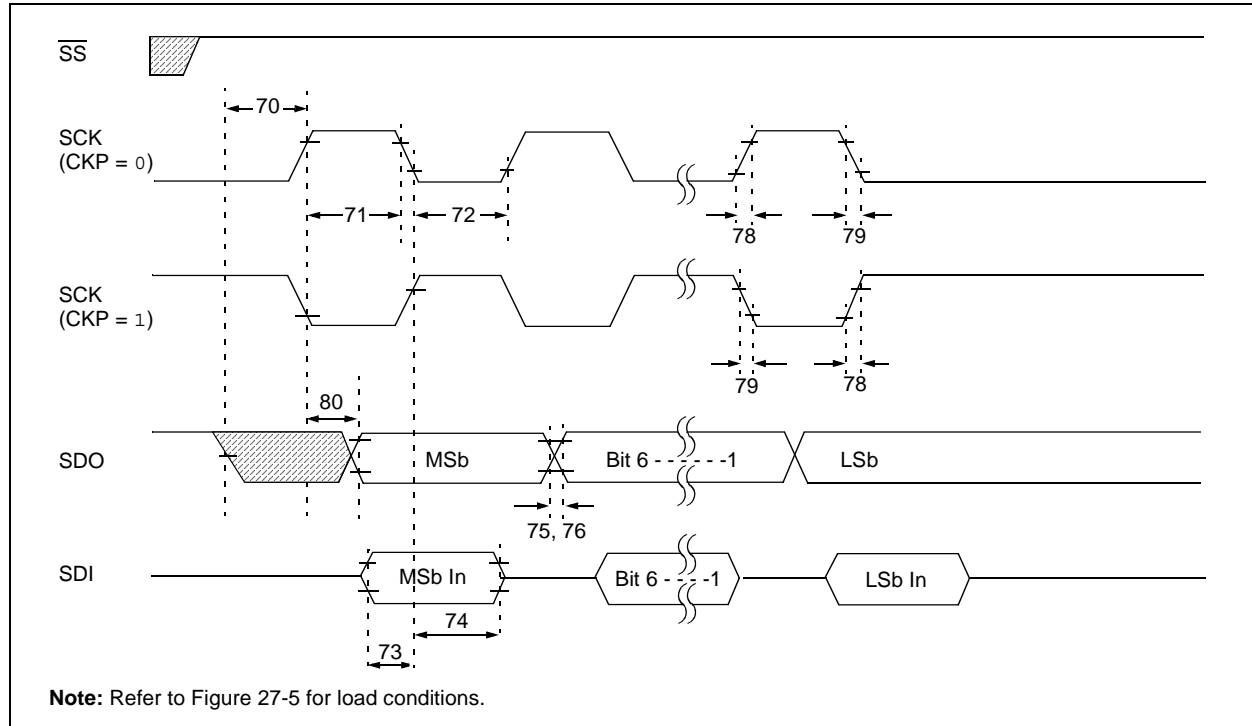 SS
70
SCK
(CKP = 0)
71
72
78
79
SCK
(CKP = 1)
79
78
80
SDO
MSb
Bit 6 - - - - - -1
LSb
75, 76
SDI
MSb In
Bit 6 - - - - -1
LSb In
74
73
Note: Refer to Figure 27-5 for load conditions.